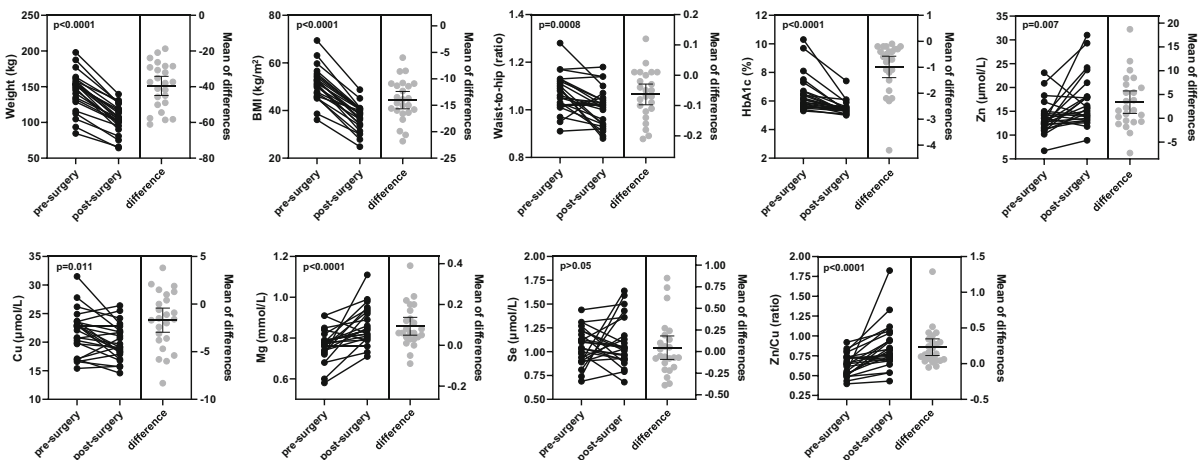 p<0.0001
Weight (kg)
250
200
150
100
50
0
-20
-40
-60
-80
Mean of differences
pre-surgery
post-surgery
difference
p<0.0001
BMI (kg/m²)
80
60
40
20
0
-5
-10
-15
-20
-25
Mean of differences
pre-surgery
post-surgery
difference
p=0.0008
Waist-to-hip (ratio)
1.4
1.2
1.0
0.8
0.2
0.1
0.0
-0.1
-0.2
Mean of differences
pre-surgery
post-surgery
difference
p<0.0001
HbA1c (%)
12
10
8
6
4
2
1
0
-1
-2
-3
-4
Mean of differences
pre-surgery
post-surgery
difference
p=0.007
Zn (µmol/L)
35
30
25
20
15
10
5
20
15
10
5
0
-5
Mean of differences
pre-surgery
post-surgery
difference
p=0.011
Cu (µmol/L)
35
30
25
20
15
10
5
0
-5
-10
Mean of differences
pre-surgery
post-surgery
difference
p<0.0001
Mg (mmol/L)
1.2
1.0
0.8
0.6
0.4
0.2
0.0
-0.2
Mean of differences
pre-surgery
post-surgery
difference
p>0.05
Se (µmol/L)
2.00
1.75
1.50
1.25
1.00
0.75
0.50
1.00
0.75
0.50
0.25
0.00
-0.25
-0.50
Mean of differences
pre-surgery
post-surger
difference
p<0.0001
Zn/Cu (ratio)
2.00
1.75
1.50
1.25
1.00
0.75
0.50
0.25
1.5
1.0
0.5
0.0
-0.5
Mean of differences
pre-surgery
post-surgery
difference